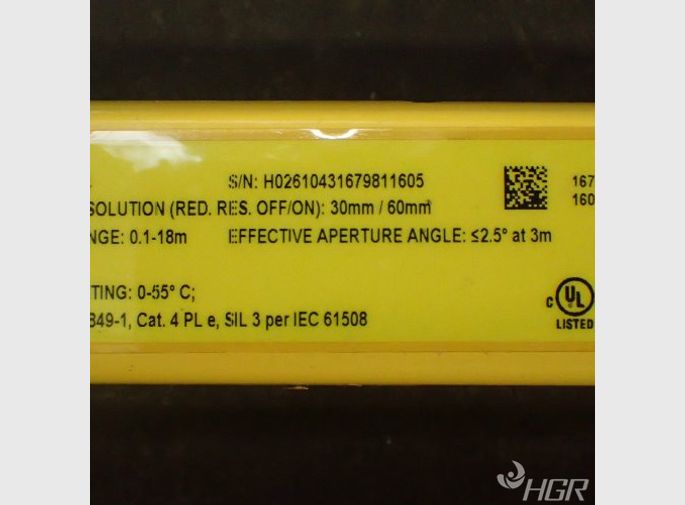 S/N: H02610431679811605
SOLUTION (RED. RES. OFF/ON): 30mm / 60mm
NGE: 0.1-18m EFFECTIVE APERTURE ANGLE: ≤2.5° at 3m
TING: 0-55° C;
849-1, Cat. 4 PL e, SIL 3 per IEC 61508
167
160
C UL
LISTED
HGR